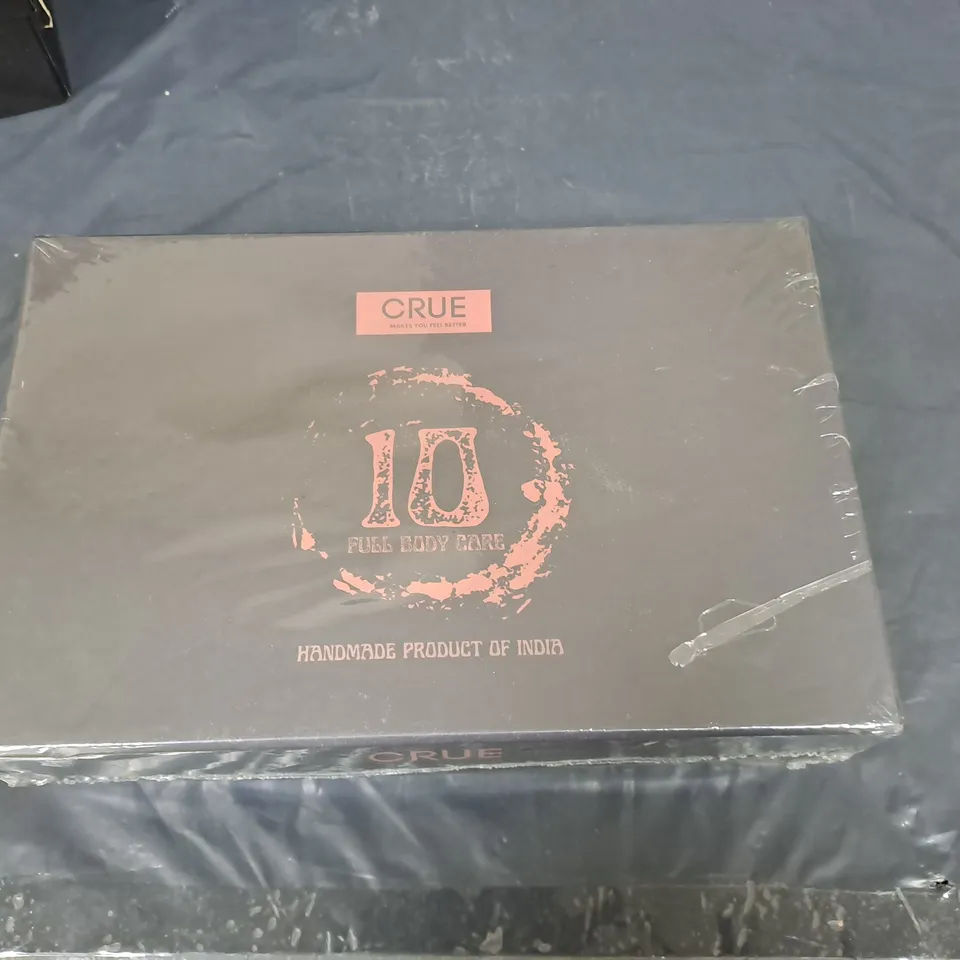 CRUE
MAKES YOU FEEL BETTER
10
FULL BODY CARE
HANDMADE PRODUCT OF INDIA
CRUE